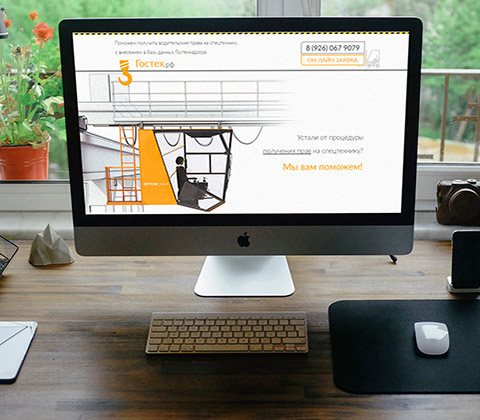 Поможем получить водительские права на спецтехнику
с внесением в базу данных Гостехнадзора.
8 (926) 067 9079
ОН-ЛАЙН ЗАЯВКА
Гостех.рф
Устали от процедуры
получения прав на спецтехнику?
Мы вам поможем!